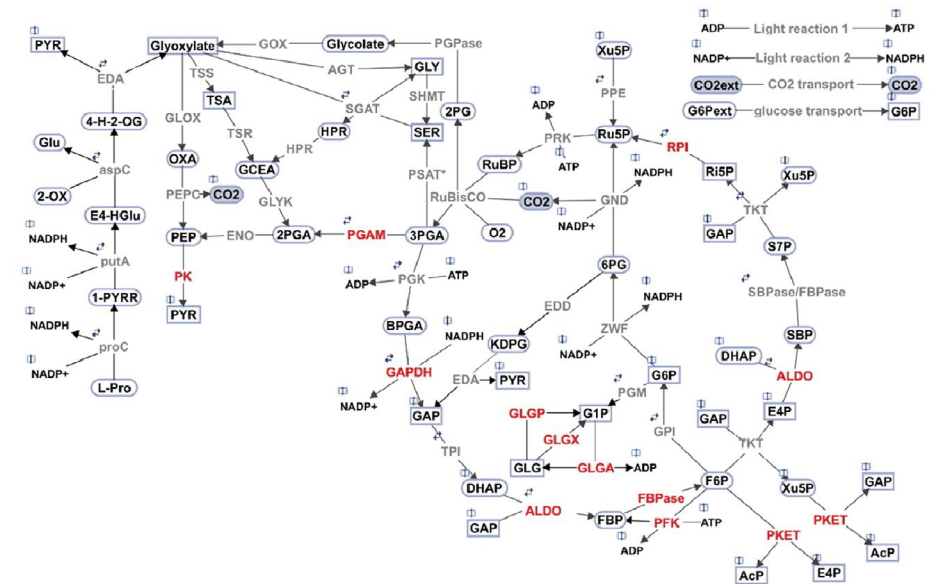 ADP Light reaction 1 ATP
NADP+ Light reaction 2 NADPH
CO2ext CO2 transport CO2
G6Pext glucose transport G6P
PYR Glyoxylate GOX Glycolate PGPase Xu5P
EDA TSS AGT GLY
TSA SHMT PPE
GLOX SGAT 2PG ADP
4-H-2-OG TSR HPR SER PRK Ru5P
Glu HPR RPI
OXA RuBP ATP
aspC GCEA PSAT* Ri5P Xu5P
2-OX PEPC CO2 GLYK RuBisCO CO2 GND NADPH
E4-HGlu NADP+ TKT
NADPH PEP ENO 2PGA PGAM 3PGA O2 GAP
putA S7P
NADP+ PK ADP PGK ATP 6PG
1-PYRR EDD NADPH SBPase/FBPase
NADPH PYR BPGA ZWF
proC KDPG NADPH NADP+ SBP
NADP+ GAPDH DHAP
L-Pro EDA PYR G6P ALDO
NADP+ PGM
GAP GLGP G1P GAP E4P
GLGX GPI TKT
TPI
GLG GLGA ADP
DHAP F6P Xu5P GAP
FBPase
ALDO FBP PFK ATP PKET
GAP PKET
ADP AcP
AcP E4P